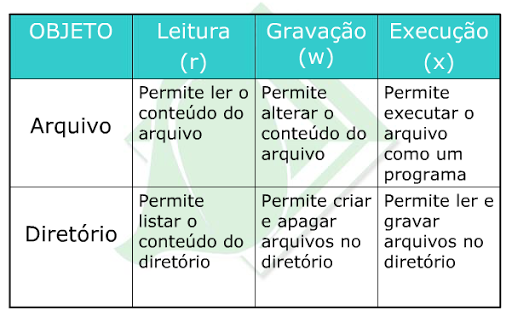 OBJETO
Leitura
(r)
Gravação
(w)
Execução
(x)
Arquivo
Permite ler o
conteúdo do
arquivo
Permite
alterar o
conteúdo do
arquivo
Permite
executar o
arquivo
como um
programa
Diretório
Permite
listar o
conteúdo do
diretório
Permite criar
e apagar
arquivos no
diretório
Permite ler e
gravar
arquivos no
diretório